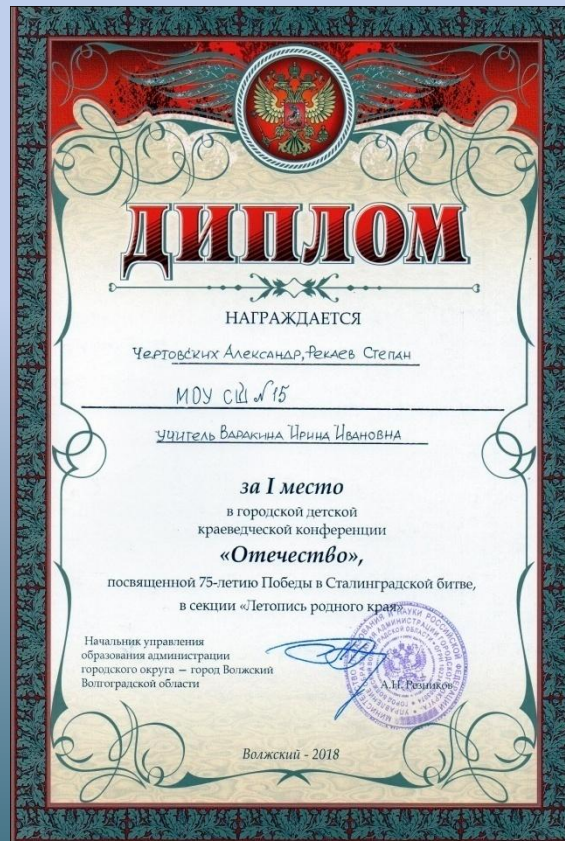 ДИПЛОМ
НАГРАЖДАЕТСЯ
Чертовских Александр, Рекаев Степан
МОУ СШ №15
учитель Варакина Ирина Ивановна
за I место
в городской детской
краеведческой конференции
«Отечество»,
посвященной 75-летию Победы в Сталинградской битве,
в секции «Летопись родного края»
Начальник управления
образования администрации
городского округа — город Волжский
Волгоградской области
А.Н. Резников
Волжский - 2018